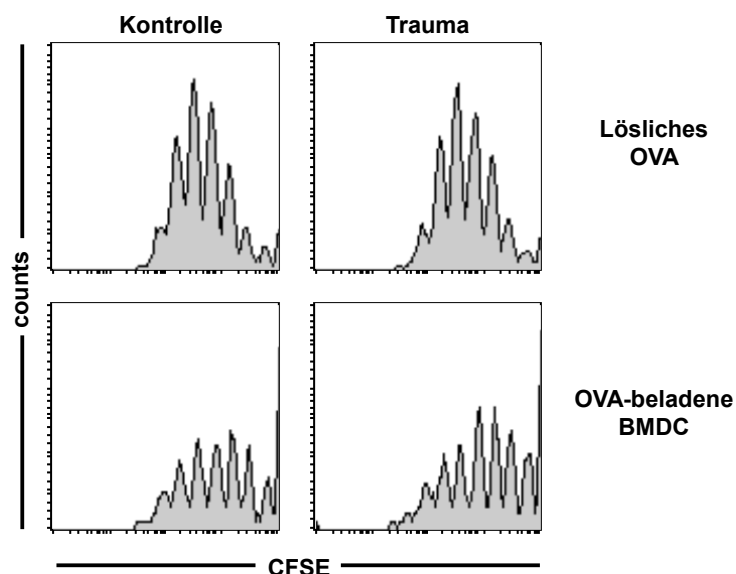 Kontrolle
Trauma
Lösliches
OVA
counts
OVA-beladene
BMDC
CFSE